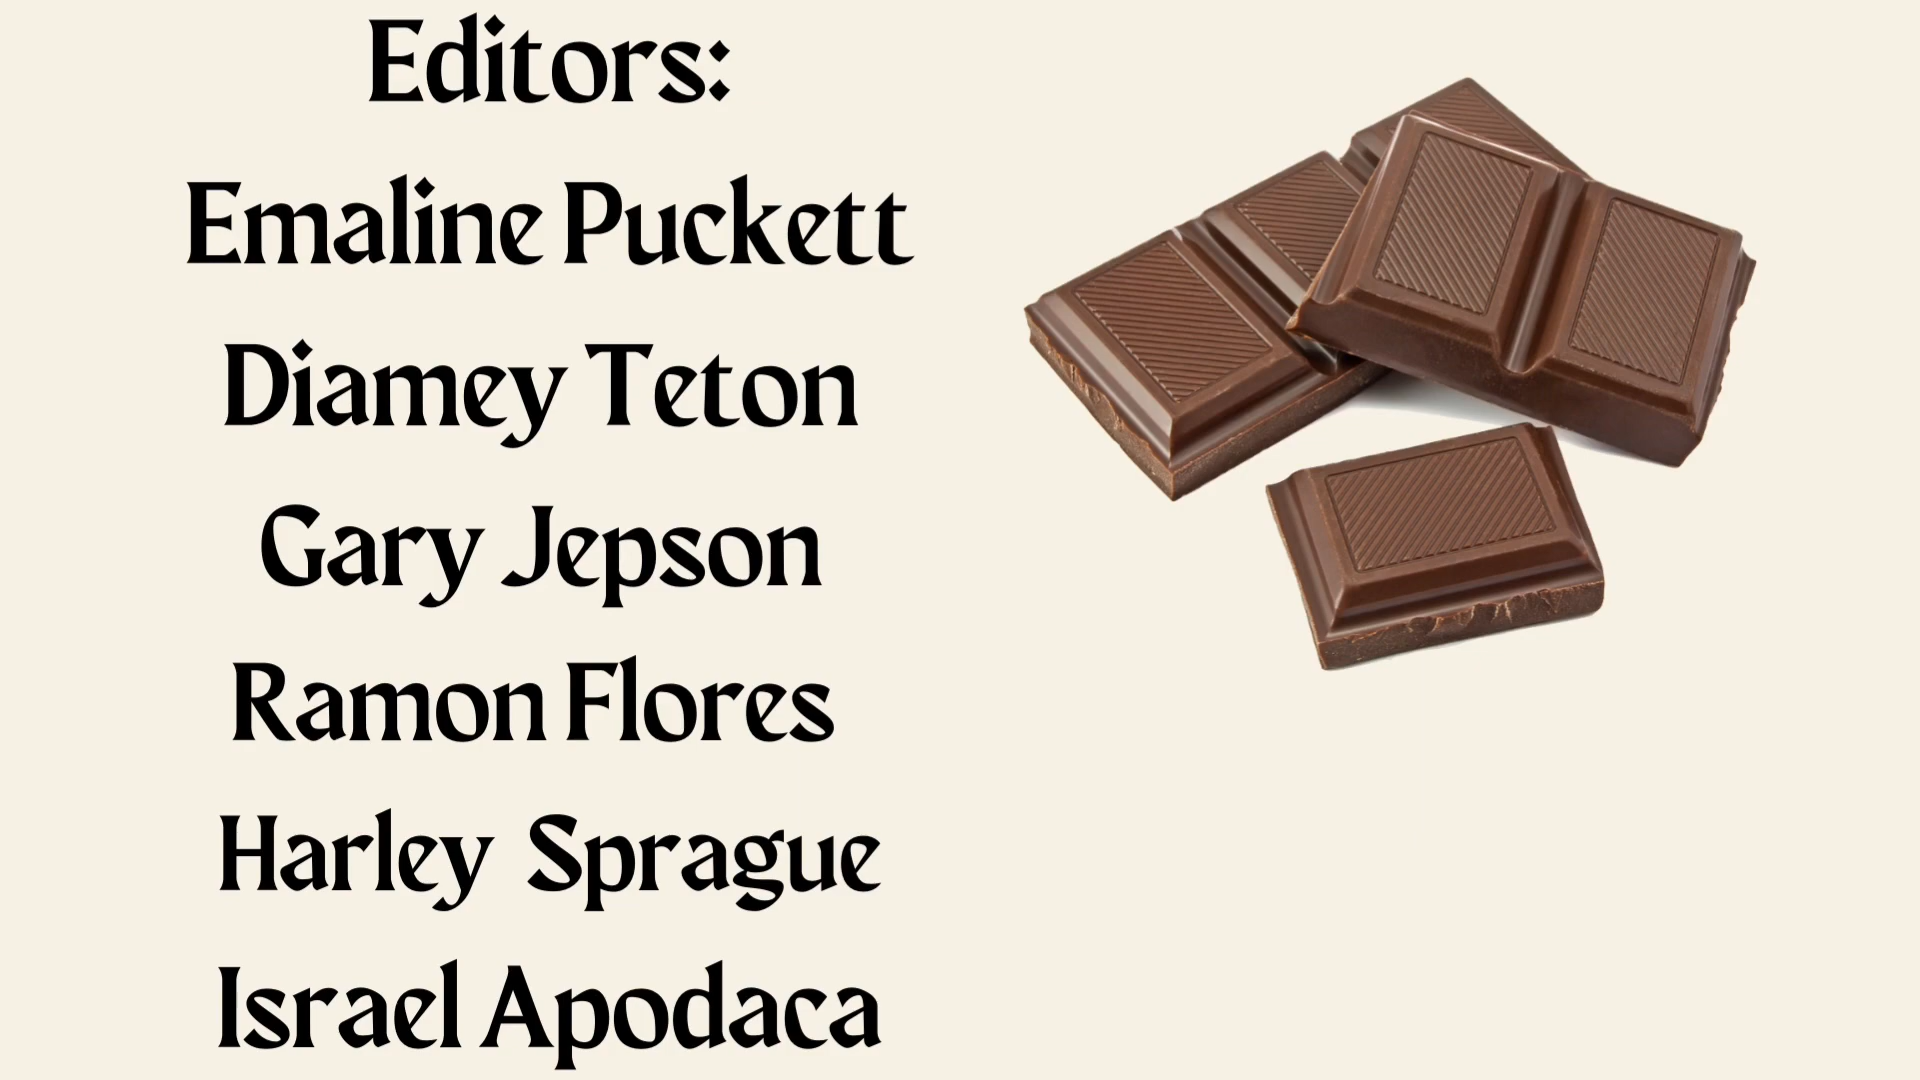 Editors:
Emaline Puckett
Diamey Teton
Gary Jepson
Ramon Flores
Harley Sprague
Israel Apodaca